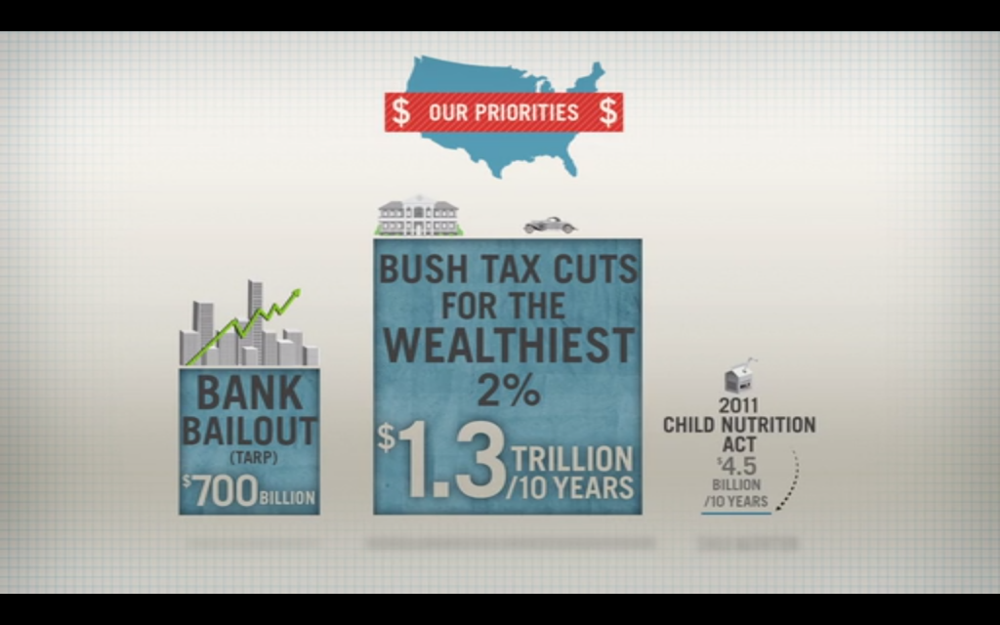 $ OUR PRIORITIES $
BANK
BAILOUT
(TARP)
$700 BILLION
BUSH TAX CUTS
FOR THE
WEALTHIEST
2%
$1.3 TRILLION
/10 YEARS
2011
CHILD NUTRITION
ACT
$4.5
BILLION
/10 YEARS